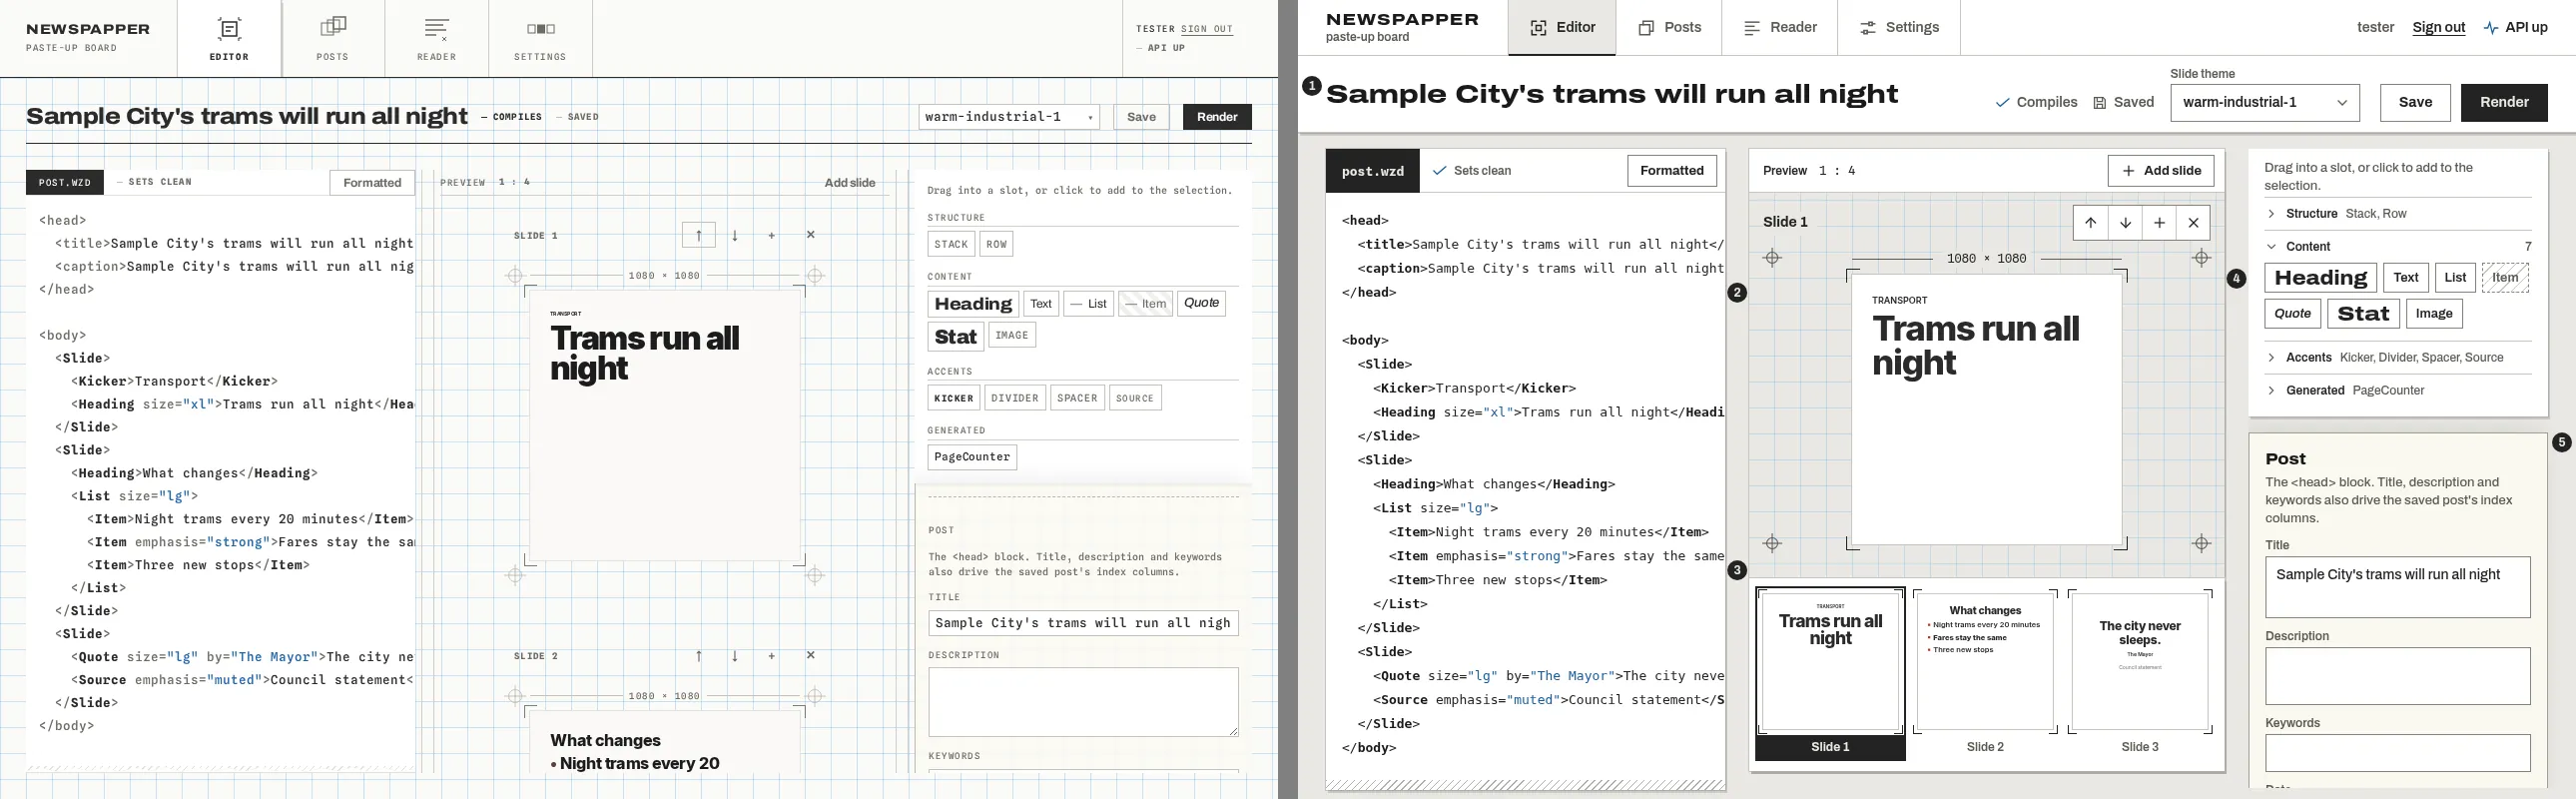 NEWSPAPPER
PASTE-UP BOARD
EDITOR
POSTS
READER
SETTINGS
TESTER SIGN OUT
— API UP
Sample City's trams will run all night
— COMPILES
— SAVED
warm-industrial-1
Save
Render
POST.WZD
— SETS CLEAN
Formatted
<head>
<title>Sample City's trams will run all night
<caption>Sample City's trams will run all nig
</head>
<body>
<Slide>
<Kicker>Transport</Kicker>
<Heading size="xl">Trams run all night</Hea
</Slide>
<Slide>
<Heading>What changes</Heading>
<List size="lg">
<Item>Night trams every 20 minutes</Item>
<Item emphasis="strong">Fares stay the sa
<Item>Three new stops</Item>
</List>
</Slide>
<Slide>
<Quote size="lg" by="The Mayor">The city ne
<Source emphasis="muted">Council statement<
</Slide>
</body>
PREVIEW 1 : 4
Add slide
SLIDE 1
↑ ↓ + ×
1080 × 1080
TRANSPORT
Trams run all
night
SLIDE 2
↑ ↓ + ×
1080 × 1080
What changes
• Night trams every 20
Drag into a slot, or click to add to the selection.
STRUCTURE
STACK
ROW
CONTENT
Heading
Text
— List
— Item
Quote
Stat
IMAGE
ACCENTS
KICKER
DIVIDER
SPACER
SOURCE
GENERATED
PageCounter
POST
The <head> block. Title, description and keywords
also drive the saved post's index columns.
TITLE
Sample City's trams will run all nigh
DESCRIPTION
KEYWORDS
NEWSPAPPER
paste-up board
Editor
Posts
Reader
Settings
tester
Sign out
API up
1
Sample City's trams will run all night
Compiles
Saved
Slide theme
warm-industrial-1
Save
Render
post.wzd
Sets clean
Formatted
<head>
<title>Sample City's trams will run all night</
<caption>Sample City's trams will run all night
</head>
<body>
<Slide>
<Kicker>Transport</Kicker>
<Heading size="xl">Trams run all night</Headi
</Slide>
<Slide>
<Heading>What changes</Heading>
<List size="lg">
<Item>Night trams every 20 minutes</Item>
<Item emphasis="strong">Fares stay the same
<Item>Three new stops</Item>
</List>
</Slide>
<Slide>
<Quote size="lg" by="The Mayor">The city neve
<Source emphasis="muted">Council statement</S
</Slide>
</body>
2
3
Preview 1 : 4
+ Add slide
Slide 1
↑ ↓ + ×
1080 × 1080
TRANSPORT
Trams run all
night
TRANSPORT
Trams run all
night
Slide 1
What changes
• Night trams every 20 minutes
• Fares stay the same
• Three new stops
Slide 2
The city never
sleeps.
The Mayor
Council statement
Slide 3
4
Drag into a slot, or click to add to the
selection.
Structure Stack, Row
Content 7
Heading
Text
List
Item
Quote
Stat
Image
Accents Kicker, Divider, Spacer, Source
Generated PageCounter
5
Post
The <head> block. Title, description and
keywords also drive the saved post's index
columns.
Title
Sample City's trams will run all night
Description
Keywords